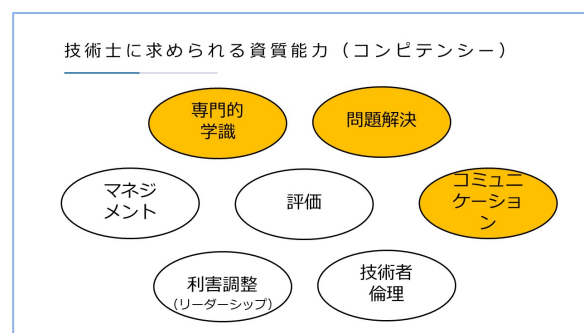 技術士に求められる資質能力（コンピテンシー）
専門的
学識
問題解決
マネジ
メント
評価
コミュニ
ケーショ
ン
利害調整
(リーダーシップ)
技術者
倫理